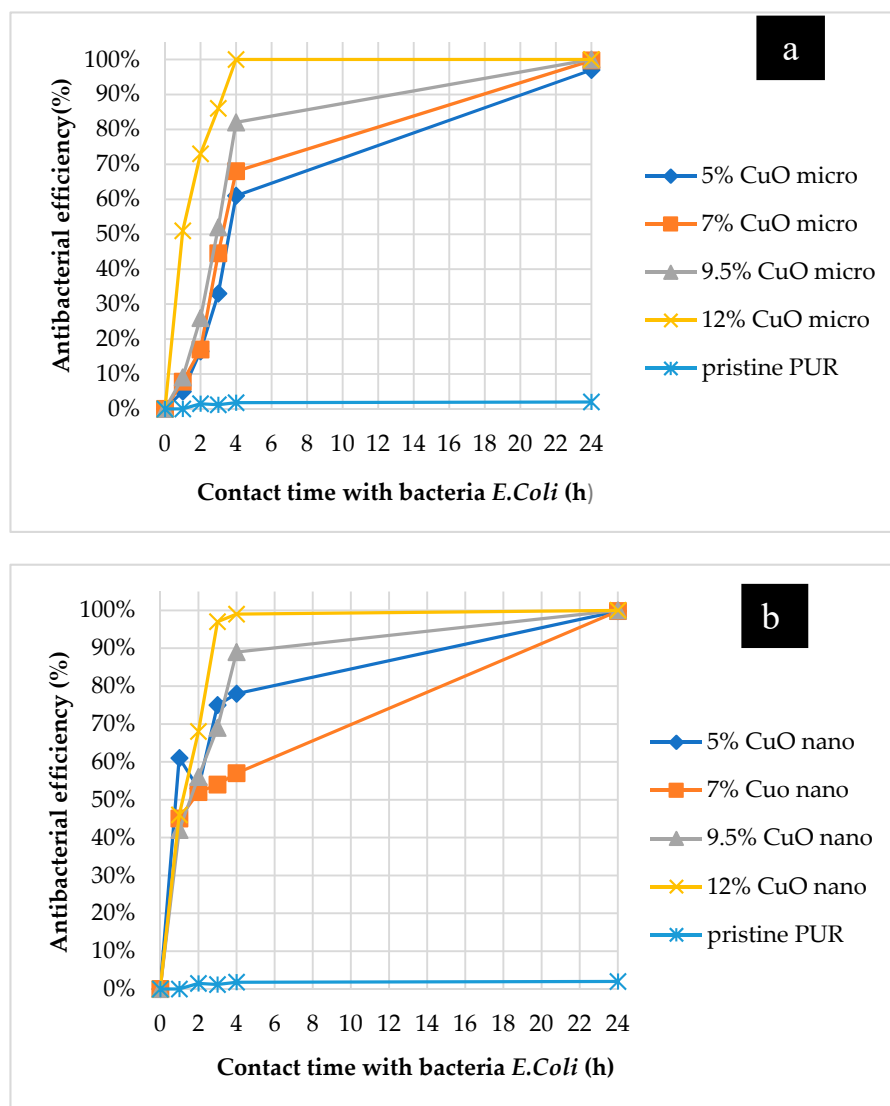 a
100%
90%
80%
70%
60%
50%
40%
30%
20%
10%
0%
Antibacterial efficiency(%)
0 2 4 6 8 10 12 14 16 18 20 22 24
Contact time with bacteria E.Coli (h)
5% CuO micro
7% CuO micro
9.5% CuO micro
12% CuO micro
pristine PUR
b
100%
90%
80%
70%
60%
50%
40%
30%
20%
10%
0%
Antibacterial efficiency (%)
0 2 4 6 8 10 12 14 16 18 20 22 24
Contact time with bacteria E.Coli (h)
5% CuO nano
7% Cuo nano
9.5% CuO nano
12% CuO nano
pristine PUR